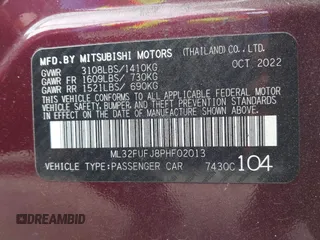 MFD.BY MITSUBISHI MOTORS (THAILAND) CO.,LTD.
GVWR 3108LBS/1410KG OCT 2022
GAWR FR 1609LBS/ 730KG
GAWR RR 1521LBS/ 690KG
THIS VEHICLE CONFORMS TO ALL APPLICABLE FEDERAL MOTOR
VEHICLE SAFETY, BUMPER, AND THEFT PREVENTION STANDARDS
IN EFFECT ON THE DATE OF MANUFACTURE SHOWN ABOVE.
ML32FUFJ8PHF02013
VEHICLE TYPE:PASSENGER CAR 7430C 104
DREAMBID